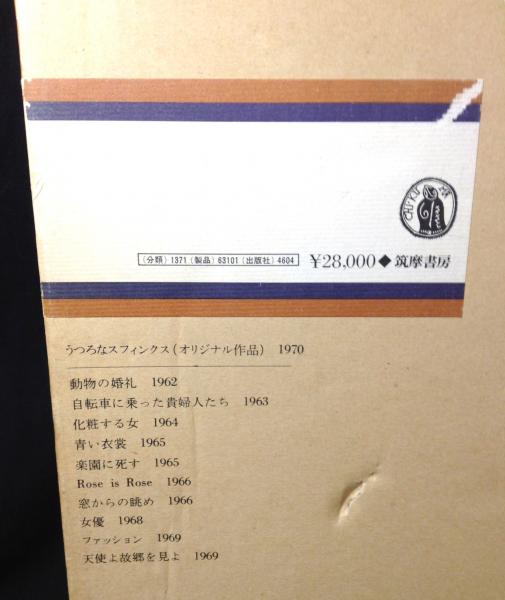 CHIKUMA
(分類) 1371 (製品) 63101 (出版社) 4604
¥28,000◆筑摩書房
うつろなスフィンクス(オリジナル作品) 1970
動物の婚礼 1962
自転車に乗った貴婦人たち 1963
化粧する女 1964
青い衣裳 1965
楽園に死す 1965
Rose is Rose 1966
窓からの眺め 1966
女優 1968
ファッション 1969
天使よ故郷を見よ 1969